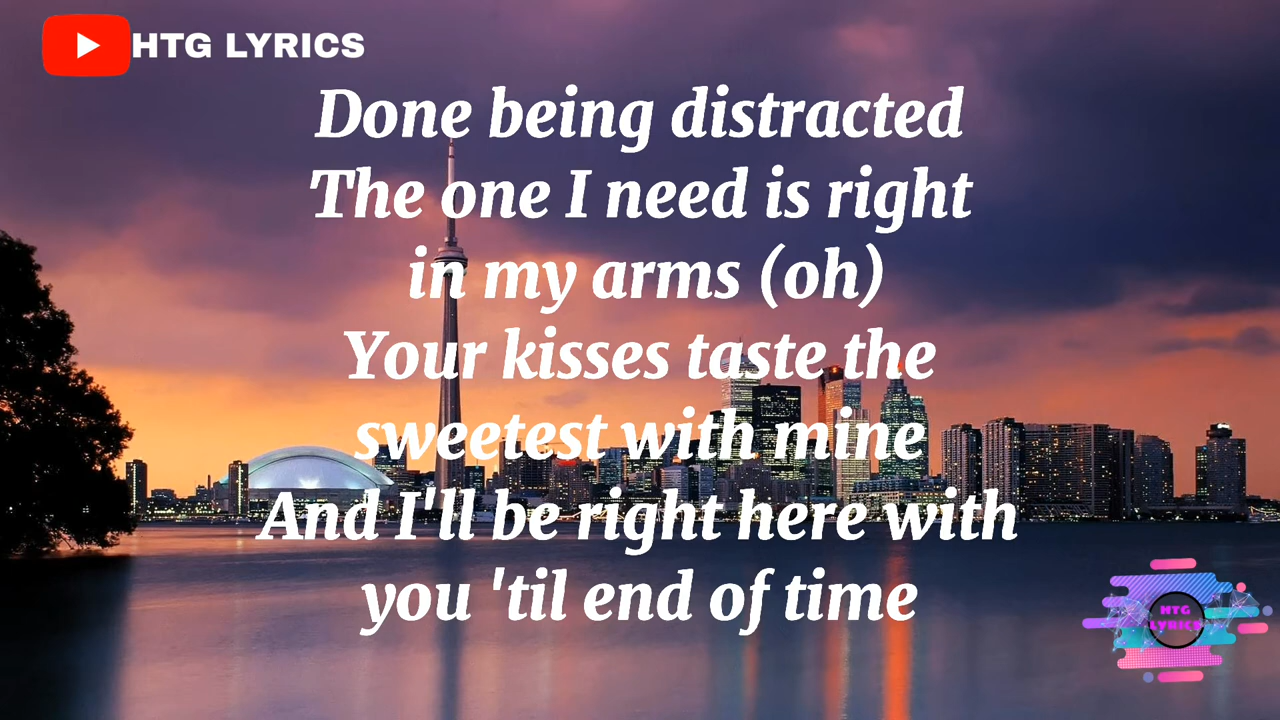 HTG LYRICS
Done being distracted
The one I need is right
in my arms (oh)
Your kisses taste the
sweetest with mine
And I'll be right here with
you 'til end of time
HTG
LYRICS